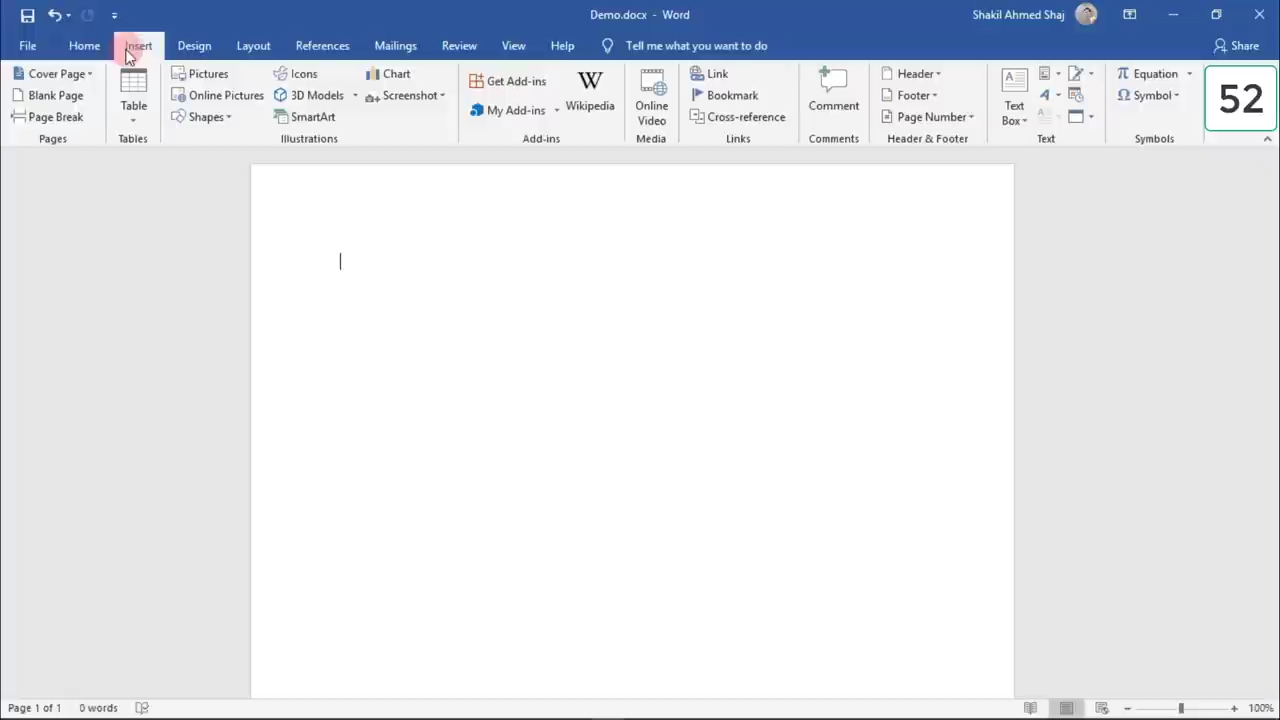 Demo.docx - Word
Shakil Ahmed Shaj
File Home Insert Design Layout References Mailings Review View Help Tell me what you want to do Share
Cover Page
Blank Page
Page Break
Pages
Table
Tables
Pictures
Online Pictures
Shapes
Icons
3D Models
SmartArt
Chart
Screenshot
Illustrations
Get Add-ins
My Add-ins
W
Wikipedia
Add-ins
Online
Video
Media
Link
Bookmark
Cross-reference
Links
Comment
Comments
Header
Footer
Page Number
Header & Footer
Text
Box
Text
π Equation
Ω Symbol
Symbols
52
Page 1 of 1 0 words 100%